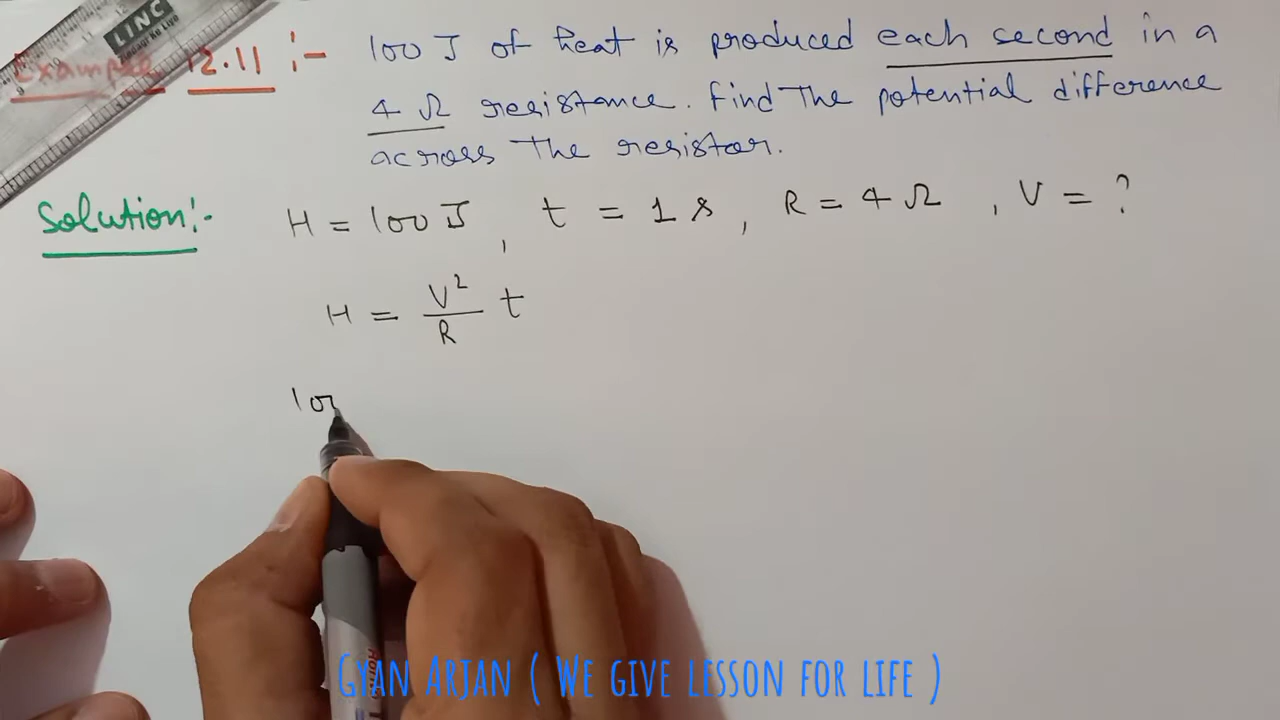 LINC
Example 12.11 :- 100 J of heat is produced each second in a
4 Ω resistance. Find The potential difference
across The resistor.
Solution:- H = 100 J , t = 1 s , R = 4 Ω , V = ?
H = V²/R t
100
Gyan Arjan ( We give lesson for life )